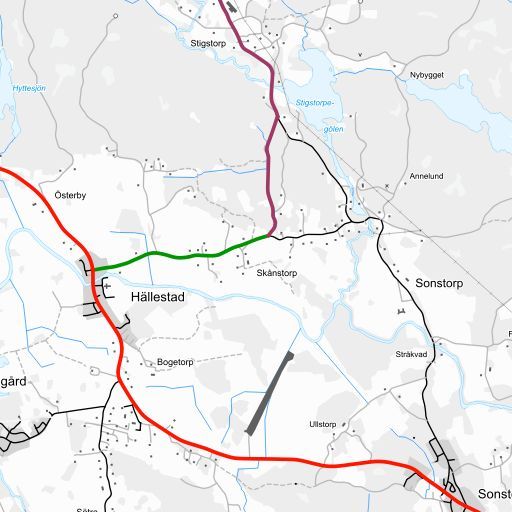 Stigstorp
Nybygget
Hyttesjön
Stigstorpe-
gölen
Annelund
Österby
Skånstorp
Sonstorp
Hällestad
Stråkvad
Bogetorp
gård
Ullstorp
Sonst